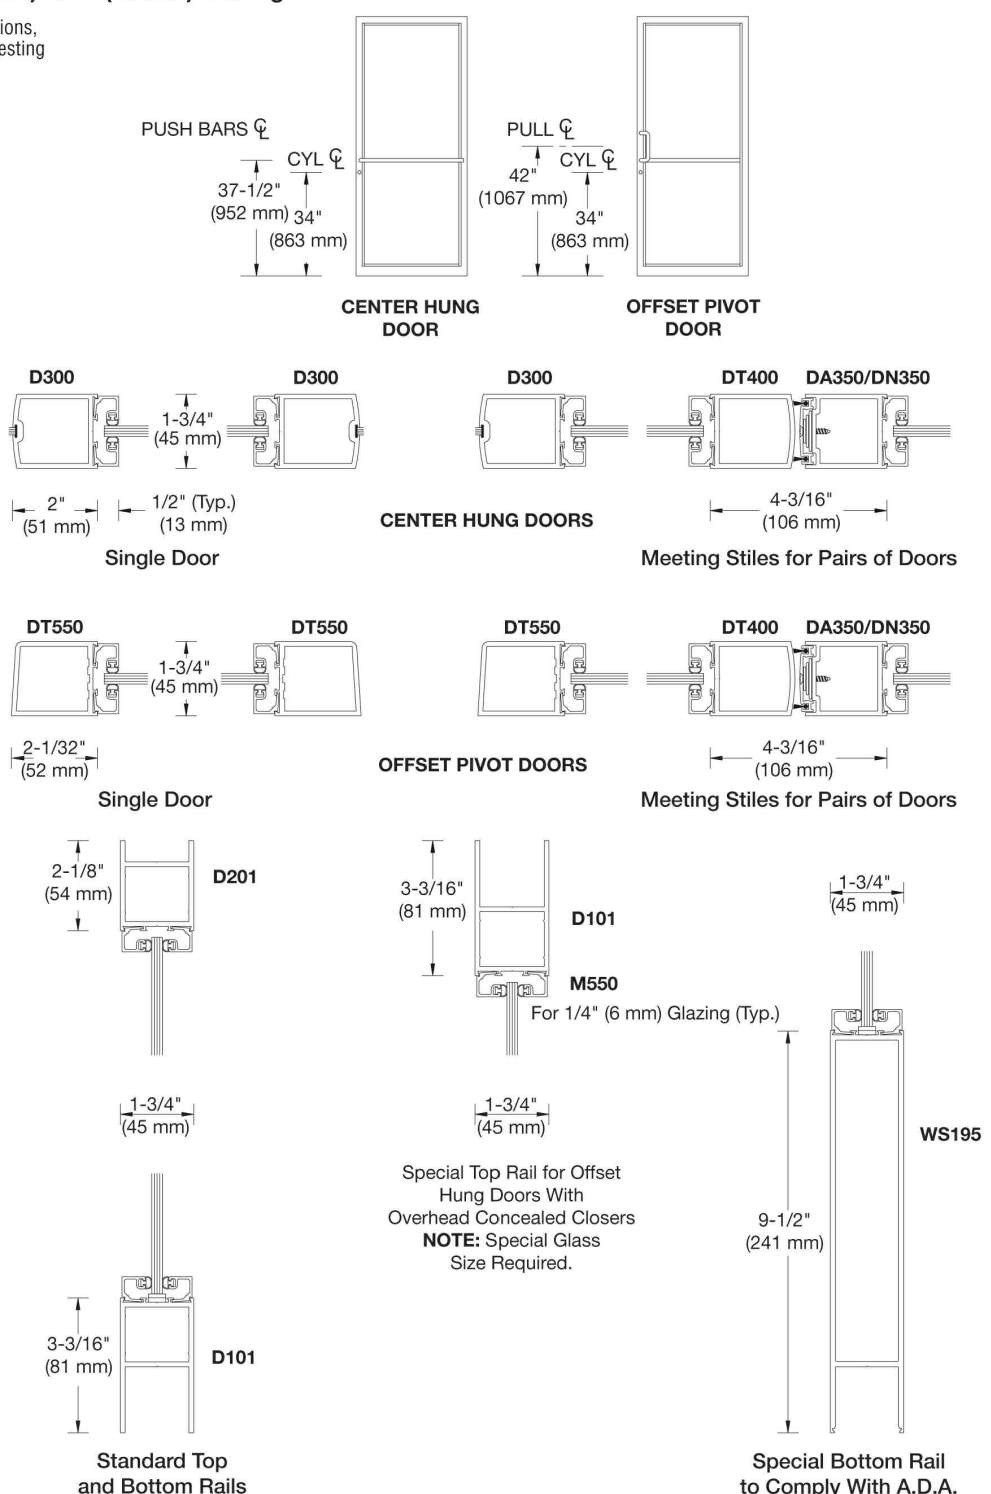 ions,
esting
PUSH BARS ℄
CYL ℄
37-1/2"
(952 mm)
34"
(863 mm)
PULL ℄
CYL ℄
42"
(1067 mm)
34"
(863 mm)
CENTER HUNG
DOOR
OFFSET PIVOT
DOOR
D300
D300
D300
DT400
DA350/DN350
1-3/4"
(45 mm)
2"
(51 mm)
1/2" (Typ.)
(13 mm)
4-3/16"
(106 mm)
CENTER HUNG DOORS
Single Door
Meeting Stiles for Pairs of Doors
DT550
DT550
DT550
DT400
DA350/DN350
1-3/4"
(45 mm)
2-1/32"
(52 mm)
4-3/16"
(106 mm)
OFFSET PIVOT DOORS
Single Door
Meeting Stiles for Pairs of Doors
2-1/8"
(54 mm)
D201
3-3/16"
(81 mm)
D101
M550
For 1/4" (6 mm) Glazing (Typ.)
1-3/4"
(45 mm)
1-3/4"
(45 mm)
1-3/4"
(45 mm)
WS195
Special Top Rail for Offset
Hung Doors With
Overhead Concealed Closers
NOTE: Special Glass
Size Required.
9-1/2"
(241 mm)
3-3/16"
(81 mm)
D101
Standard Top
and Bottom Rails
Special Bottom Rail
to Comply With A.D.A.